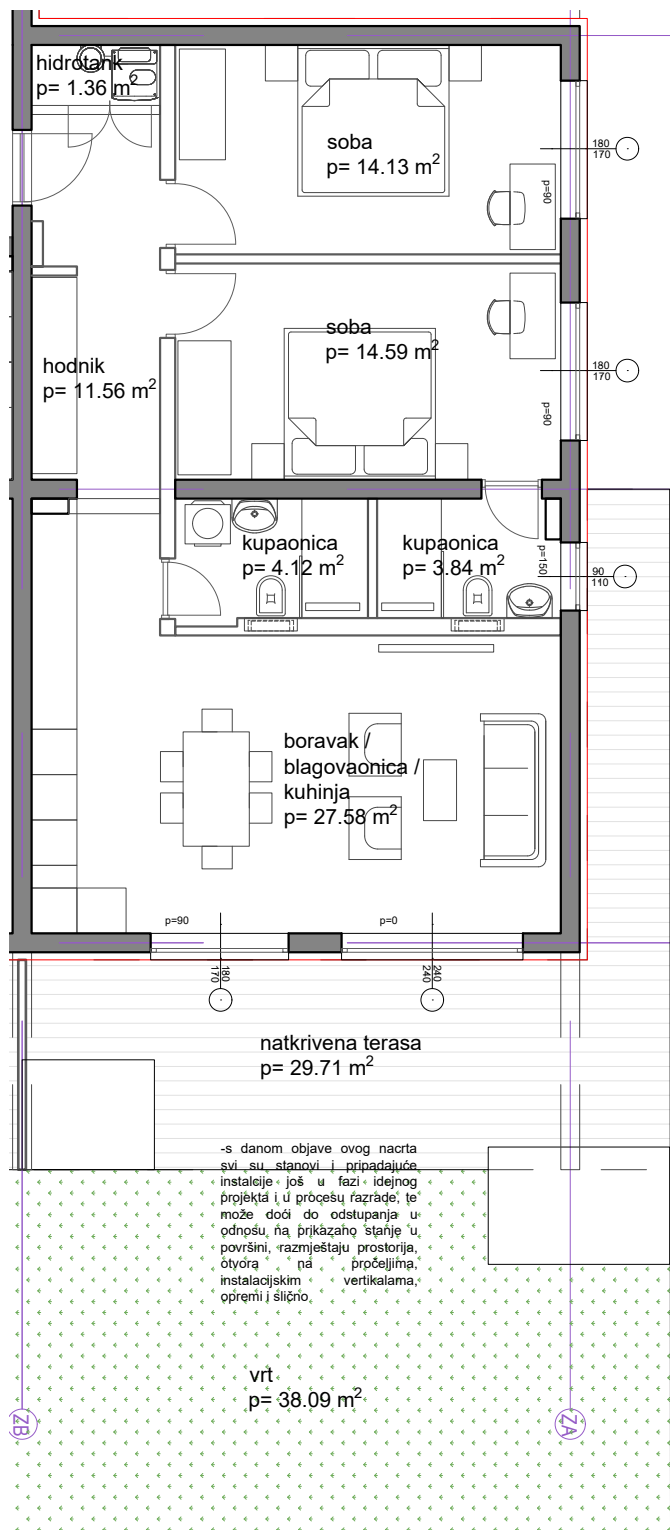 hidrotank
p= 1.36 m²
soba
p= 14.13 m²
180
170
p=90
soba
p= 14.59 m²
180
170
p=90
hodnik
p= 11.56 m²
kupaonica
p= 4.12 m²
kupaonica
p= 3.84 m²
p=150
90
110
boravak /
blagovaonica /
kuhinja
p= 27.58 m²
p=90
p=0
180
170
240
240
natkrivena terasa
p= 29.71 m²
-s danom objave ovog nacrta
svi su stanovi i pripadajuće
instalcije još u fazi idejnog
projekta i u procesu razrade, te
može doći do odstupanja u
odnosu na prikazano stanje u
površini, razmještaju prostorija,
otvora na pročeljima,
instalacijskim vertikalama,
opremi i slično
vrt
p= 38.09 m²
ZB
ZA